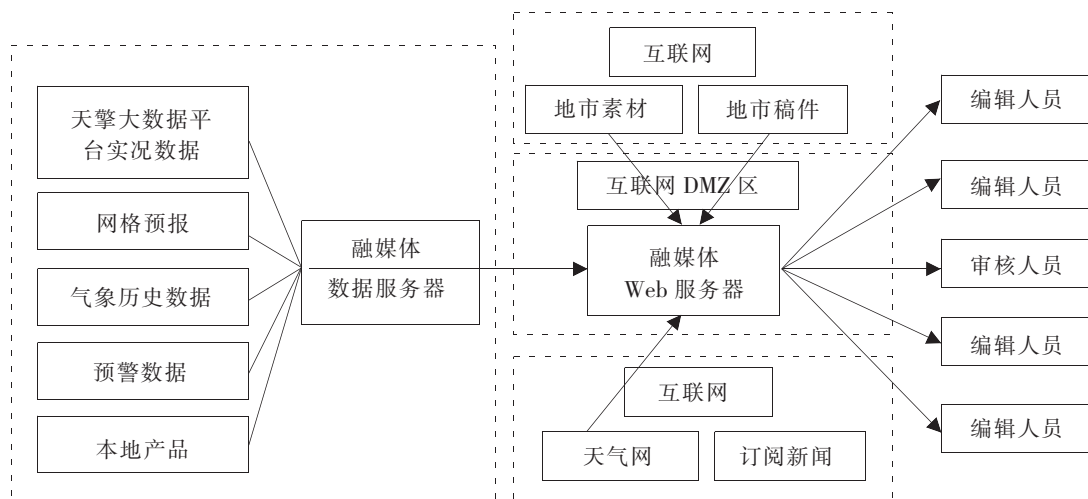 天擎大数据平
台实况数据
网格预报
气象历史数据
预警数据
本地产品
融媒体
数据服务器
互联网
地市素材
地市稿件
互联网 DMZ 区
融媒体
Web 服务器
互联网
天气网
订阅新闻
编辑人员
编辑人员
审核人员
编辑人员
编辑人员